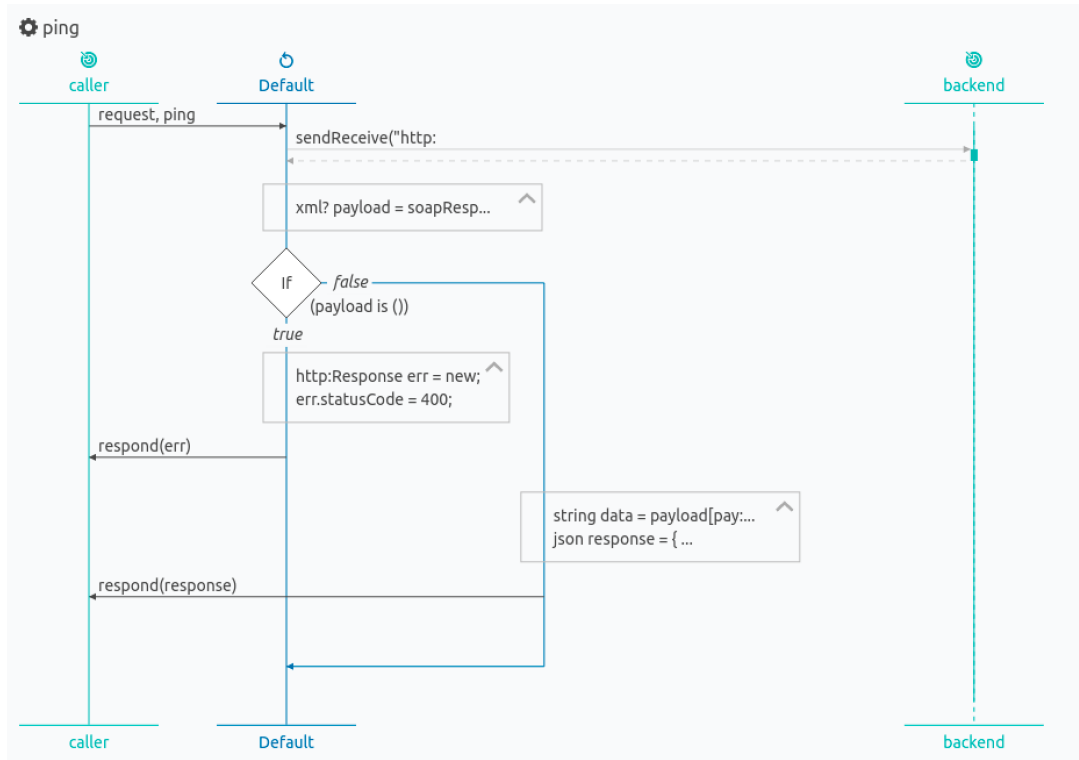 ping
caller
Default
backend
request, ping
sendReceive("http:
xml? payload = soapResp...
If
false
(payload is ())
true
http:Response err = new;
err.statusCode = 400;
respond(err)
string data = payload[pay:...
json response = { ...
respond(response)
caller
Default
backend